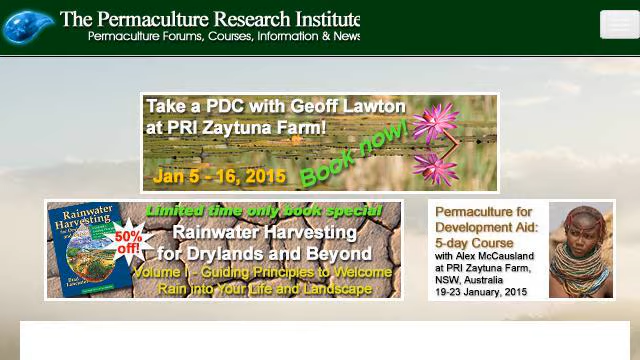 The Permaculture Research Institute
Permaculture Forums, Courses, Information & News
Take a PDC with Geoff Lawton
at PRI Zaytuna Farm!
Jan 5 - 16, 2015
Book now!
Rainwater
Harvesting
50%
off!
Limited time only book special
Rainwater Harvesting
for Drylands and Beyond
Volume I - Guiding Principles to Welcome
Rain into Your Life and Landscape
Permaculture for
Development Aid:
5-day Course
with Alex McCausland
at PRI Zaytuna Farm,
NSW, Australia
19-23 January, 2015